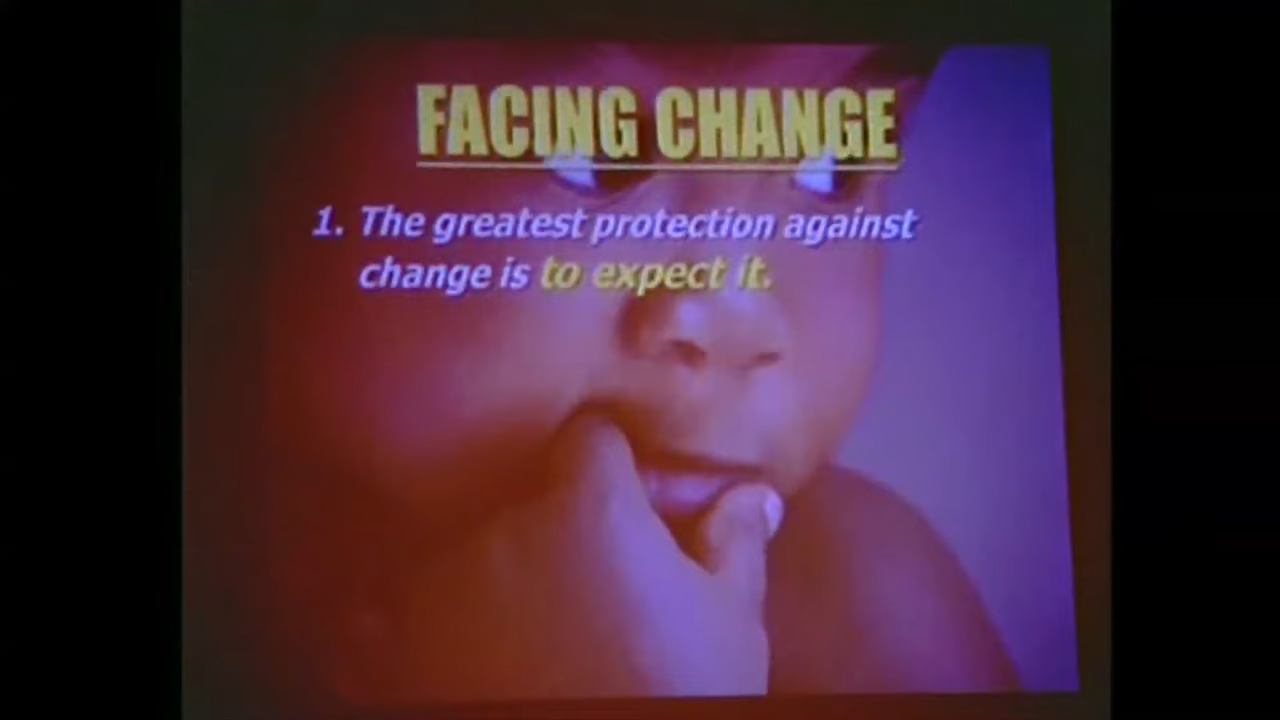 FACING CHANGE
1. The greatest protection against
change is to expect it.